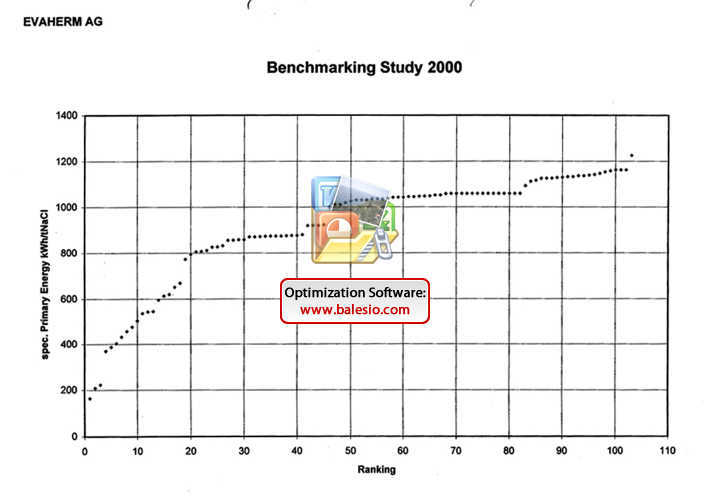 EVAHERM AG
Benchmarking Study 2000
1400
1200
1000
800
600
400
200
0
spec. Primary Energy kWh/tNaCl
0 10 20 30 40 50 60 70 80 90 100 110
Ranking
Optimization Software:
www.balesio.com